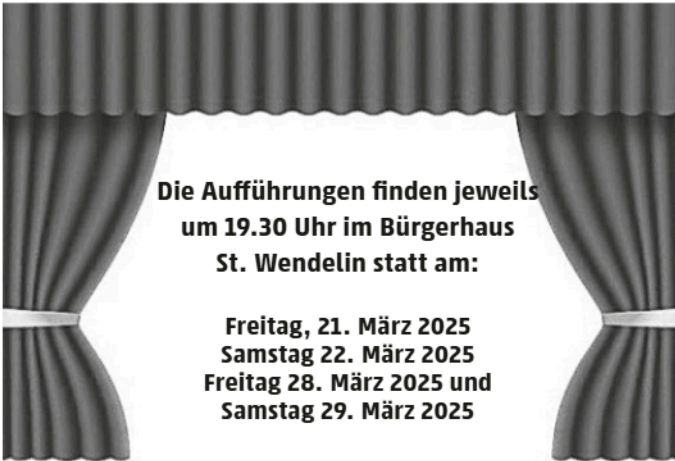 Die Aufführungen finden jeweils
um 19.30 Uhr im Bürgerhaus
St. Wendelin statt am:
Freitag, 21. März 2025
Samstag 22. März 2025
Freitag 28. März 2025 und
Samstag 29. März 2025